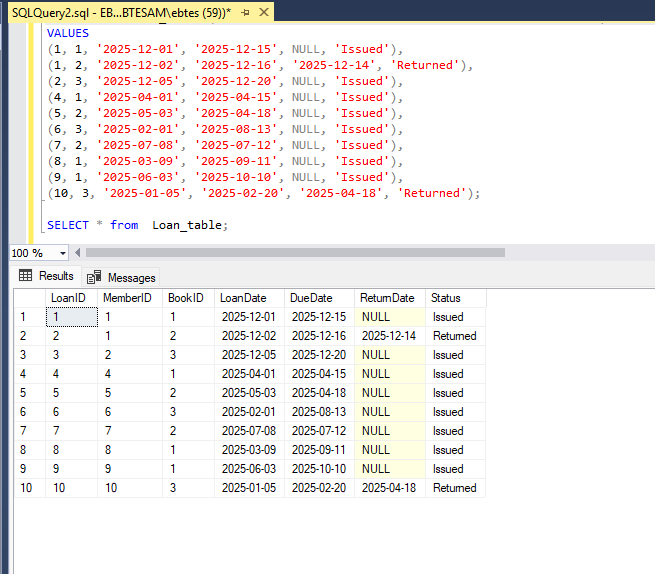 SQLQuery2.sql - EB...BTESAM\ebtes (59))*
VALUES
(1, 1, '2025-12-01', '2025-12-15', NULL, 'Issued'),
(1, 2, '2025-12-02', '2025-12-16', '2025-12-14', 'Returned'),
(2, 3, '2025-12-05', '2025-12-20', NULL, 'Issued'),
(4, 1, '2025-04-01', '2025-04-15', NULL, 'Issued'),
(5, 2, '2025-05-03', '2025-04-18', NULL, 'Issued'),
(6, 3, '2025-02-01', '2025-08-13', NULL, 'Issued'),
(7, 2, '2025-07-08', '2025-07-12', NULL, 'Issued'),
(8, 1, '2025-03-09', '2025-09-11', NULL, 'Issued'),
(9, 1, '2025-06-03', '2025-10-10', NULL, 'Issued'),
(10, 3, '2025-01-05', '2025-02-20', '2025-04-18', 'Returned');
SELECT * from  Loan_table;
100 %
Results Messages
LoanID MemberID BookID LoanDate DueDate ReturnDate Status
1 1 1 1 2025-12-01 2025-12-15 NULL Issued
2 2 1 2 2025-12-02 2025-12-16 2025-12-14 Returned
3 3 2 3 2025-12-05 2025-12-20 NULL Issued
4 4 4 1 2025-04-01 2025-04-15 NULL Issued
5 5 5 2 2025-05-03 2025-04-18 NULL Issued
6 6 6 3 2025-02-01 2025-08-13 NULL Issued
7 7 7 2 2025-07-08 2025-07-12 NULL Issued
8 8 8 1 2025-03-09 2025-09-11 NULL Issued
9 9 9 1 2025-06-03 2025-10-10 NULL Issued
10 10 10 3 2025-01-05 2025-02-20 2025-04-18 Returned